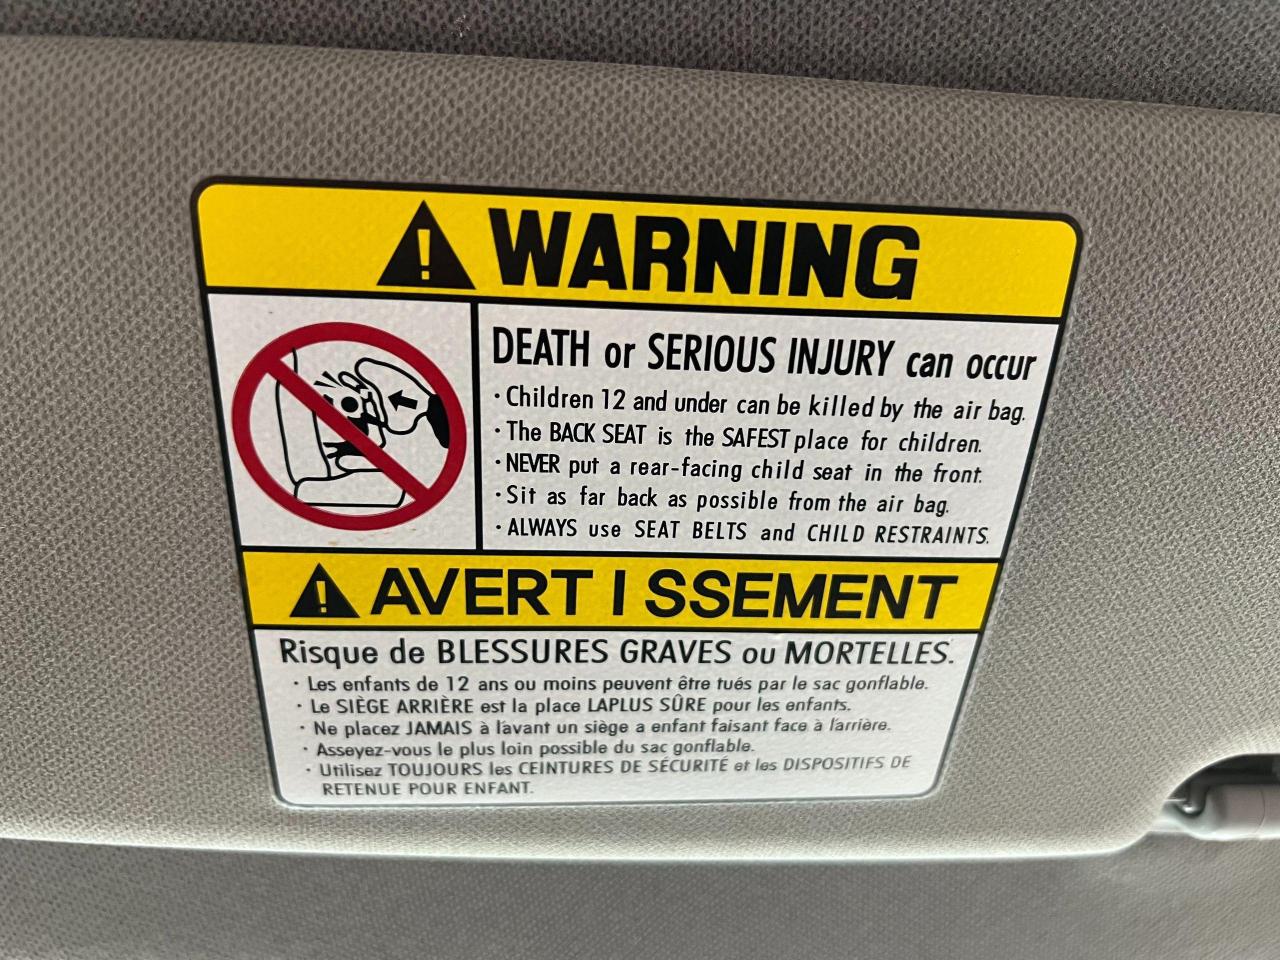 WARNING
DEATH or SERIOUS INJURY can occur
· Children 12 and under can be killed by the air bag.
· The BACK SEAT is the SAFEST place for children.
· NEVER put a rear-facing child seat in the front.
· Sit as far back as possible from the air bag.
· ALWAYS use SEAT BELTS and CHILD RESTRAINTS.
AVERT I SSEMENT
Risque de BLESSURES GRAVES ou MORTELLES.
· Les enfants de 12 ans ou moins peuvent être tués par le sac gonflable.
· Le SIÈGE ARRIÈRE est la place LAPLUS SÛRE pour les enfants.
· Ne placez JAMAIS à l'avant un siège a enfant faisant face à l'arrière.
· Asseyez-vous le plus loin possible du sac gonflable.
· Utilisez TOUJOURS les CEINTURES DE SÉCURITÉ et les DISPOSITIFS DE
RETENUE POUR ENFANT.